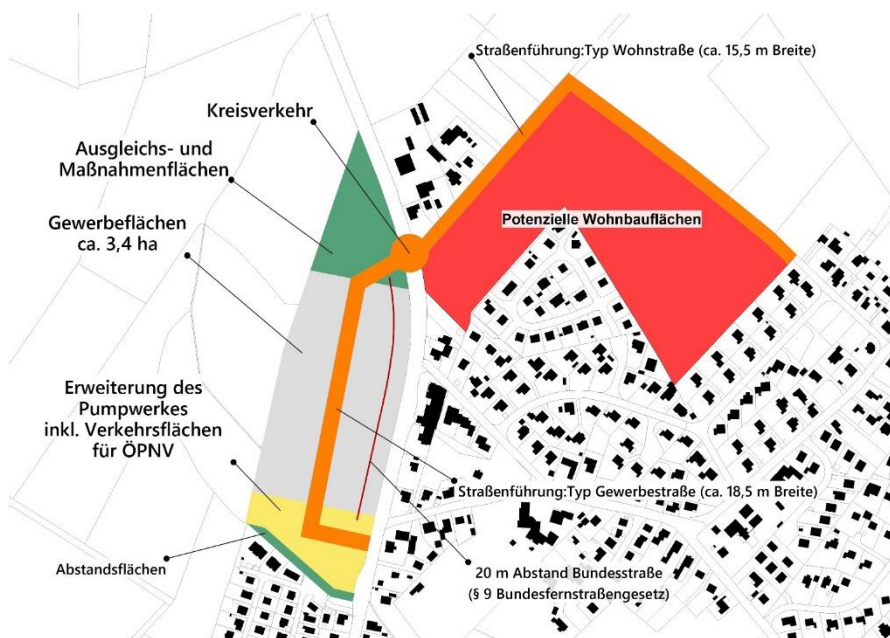 Straßenführung:Typ Wohnstraße (ca. 15,5 m Breite)
Kreisverkehr
Ausgleichs- und
Maßnahmenflächen
Gewerbeflächen
ca. 3,4 ha
Potenzielle Wohnbauflächen
Erweiterung des
Pumpwerkes
inkl. Verkehrsflächen
für ÖPNV
Straßenführung:Typ Gewerbestraße (ca. 18,5 m Breite)
Abstandsflächen
20 m Abstand Bundesstraße
(§ 9 Bundesfernstraßengesetz)